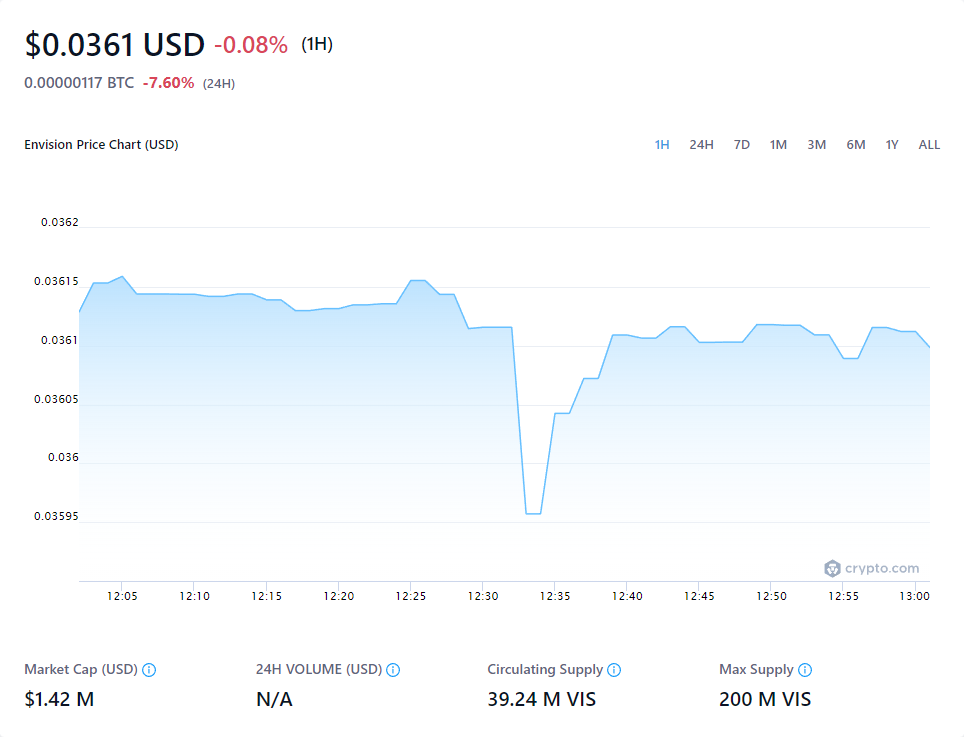 $0.0361 USD -0.08% (1H)
0.00000117 BTC -7.60% (24H)
Envision Price Chart (USD) 1H 24H 7D 1M 3M 6M 1Y ALL
0.0362
0.03615
0.0361
0.03605
0.036
0.03595
crypto.com
12:05 12:10 12:15 12:20 12:25 12:30 12:35 12:40 12:45 12:50 12:55 13:00
Market Cap (USD) 24H VOLUME (USD) Circulating Supply Max Supply
$1.42 M N/A 39.24 M VIS 200 M VIS